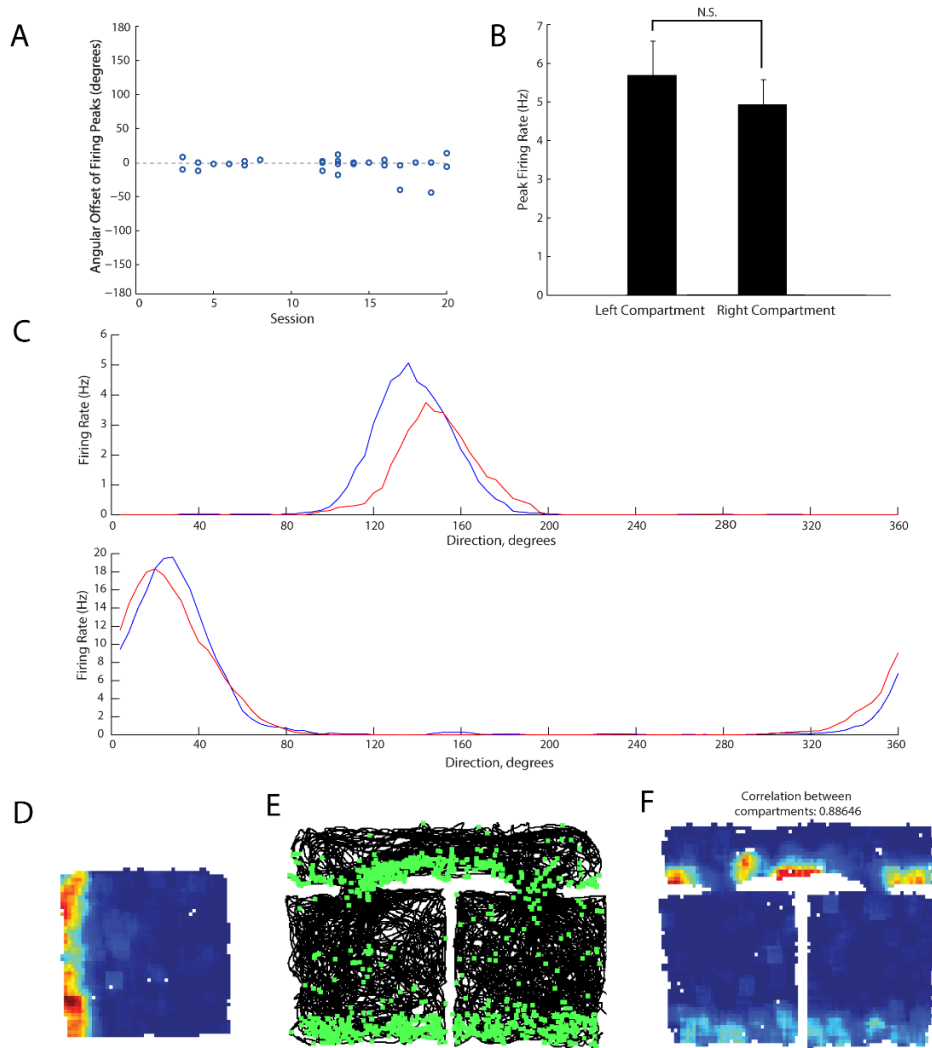 A
180
150
100
50
0
−50
−100
−150
−180
0
5
10
15
20
Angular Offset of Firing Peaks (degrees)
Session
B
N.S.
7
6
5
4
3
2
1
0
Peak Firing Rate (Hz)
Left Compartment Right Compartment
C
6
5
4
3
2
1
0
Firing Rate (Hz)
0 40 80 120 160 200 240 280 320 360
Direction, degrees
20
18
16
14
12
10
8
6
4
2
0
Firing Rate (Hz)
0 40 80 120 160 200 240 280 320 360
Direction, degrees
D
E
F
Correlation between
compartments: 0.88646